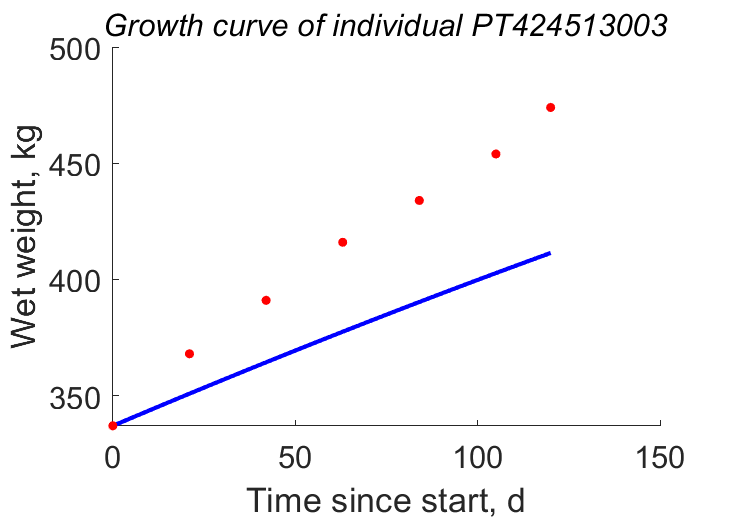 Growth curve of individual PT424513003
500
450
400
350
Wet weight, kg
0 50 100 150
Time since start, d